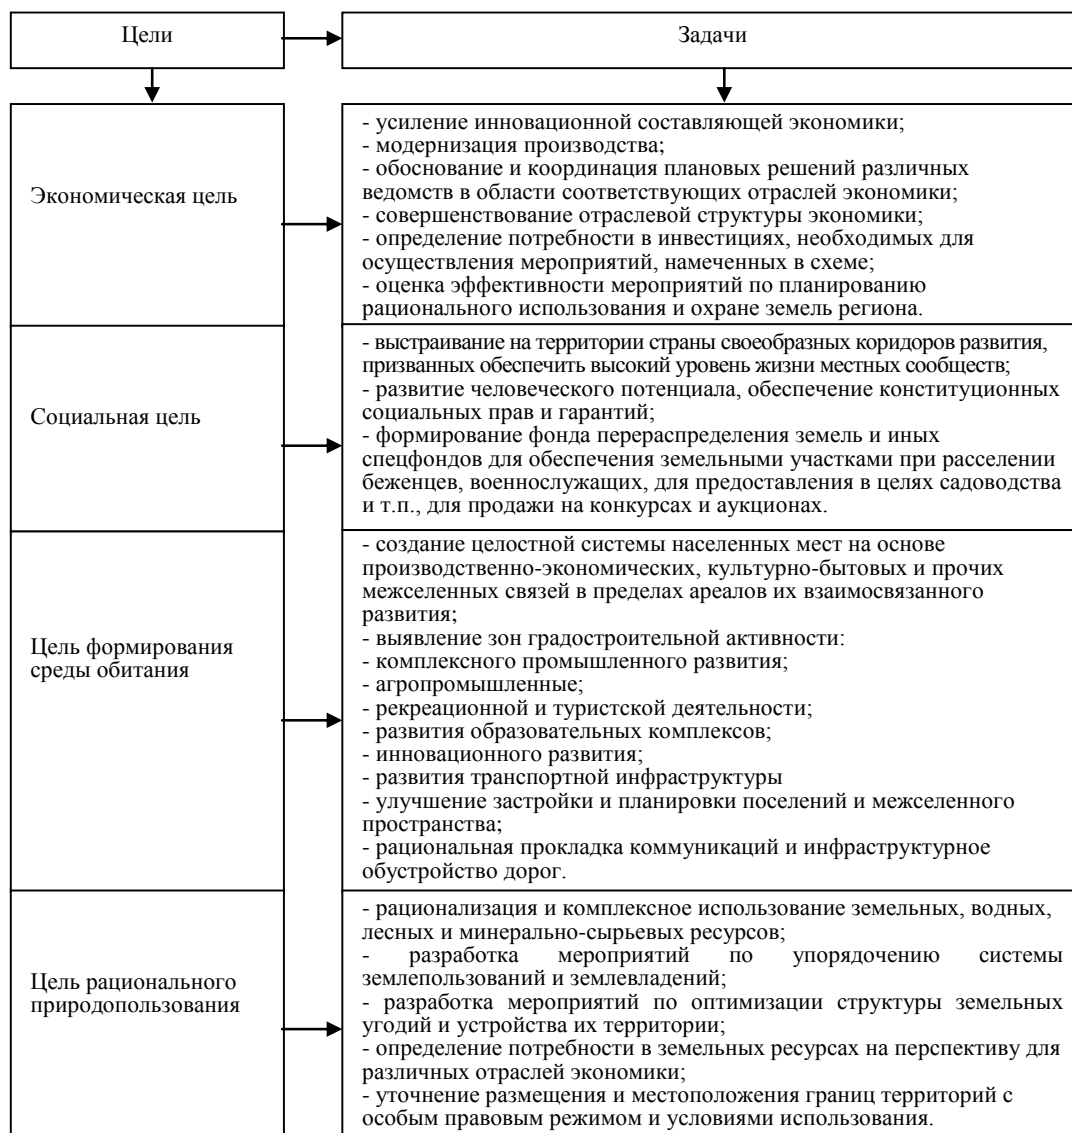 Цели
Задачи
Экономическая цель
- усиление инновационной составляющей экономики;
- модернизация производства;
- обоснование и координация плановых решений различных
ведомств в области соответствующих отраслей экономики;
- совершенствование отраслевой структуры экономики;
- определение потребности в инвестициях, необходимых для
осуществления мероприятий, намеченных в схеме;
- оценка эффективности мероприятий по планированию
рационального использования и охране земель региона.
Социальная цель
- выстраивание на территории страны своеобразных коридоров развития,
призванных обеспечить высокий уровень жизни местных сообществ;
- развитие человеческого потенциала, обеспечение конституционных
социальных прав и гарантий;
- формирование фонда перераспределения земель и иных
спецфондов для обеспечения земельными участками при расселении
беженцев, военнослужащих, для предоставления в целях садоводства
и т.п., для продажи на конкурсах и аукционах.
Цель формирования
среды обитания
- создание целостной системы населенных мест на основе
производственно-экономических, культурно-бытовых и прочих
межселенных связей в пределах ареалов их взаимосвязанного
развития;
- выявление зон градостроительной активности:
- комплексного промышленного развития;
- агропромышленные;
- рекреационной и туристской деятельности;
- развития образовательных комплексов;
- инновационного развития;
- развития транспортной инфраструктуры
- улучшение застройки и планировки поселений и межселенного
пространства;
- рациональная прокладка коммуникаций и инфраструктурное
обустройство дорог.
Цель рационального
природопользования
- рационализация и комплексное использование земельных, водных,
лесных и минерально-сырьевых ресурсов;
- разработка мероприятий по упорядочению системы
землепользований и землевладений;
- разработка мероприятий по оптимизации структуры земельных
угодий и устройства их территории;
- определение потребности в земельных ресурсах на перспективу для
различных отраслей экономики;
- уточнение размещения и местоположения границ территорий с
особым правовым режимом и условиями использования.